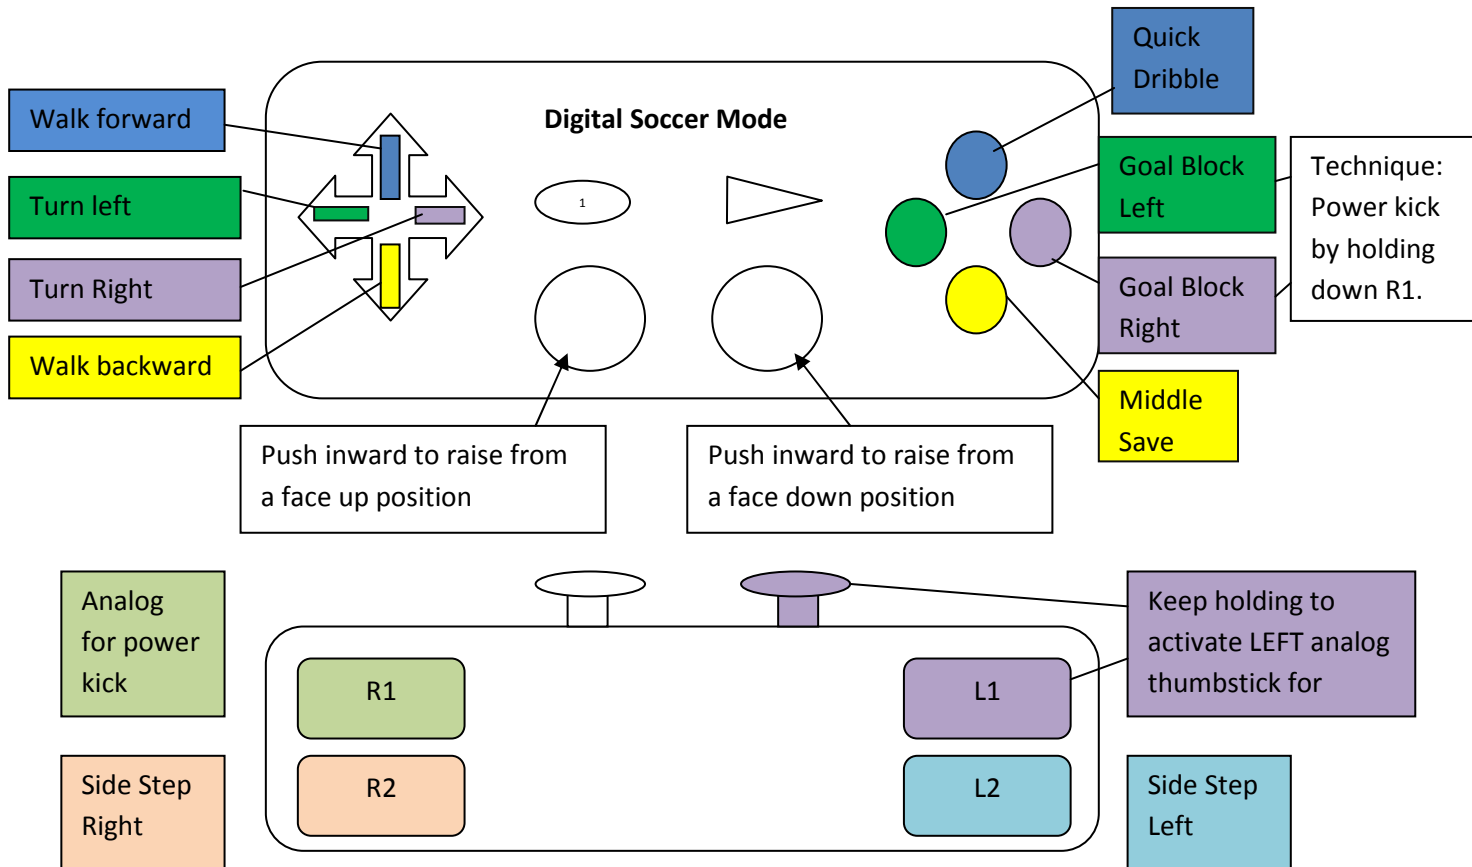 Quick
Dribble
Walk forward
Digital Soccer Mode
Goal Block
Left
Technique:
Power kick
by holding
down R1.
Turn left
1
Turn Right
Goal Block
Right
Walk backward
Middle
Save
Push inward to raise from
a face up position
Push inward to raise from
a face down position
Analog
for power
kick
R1
L1
Keep holding to
activate LEFT analog
thumbstick for
Side Step
Right
R2
L2
Side Step
Left